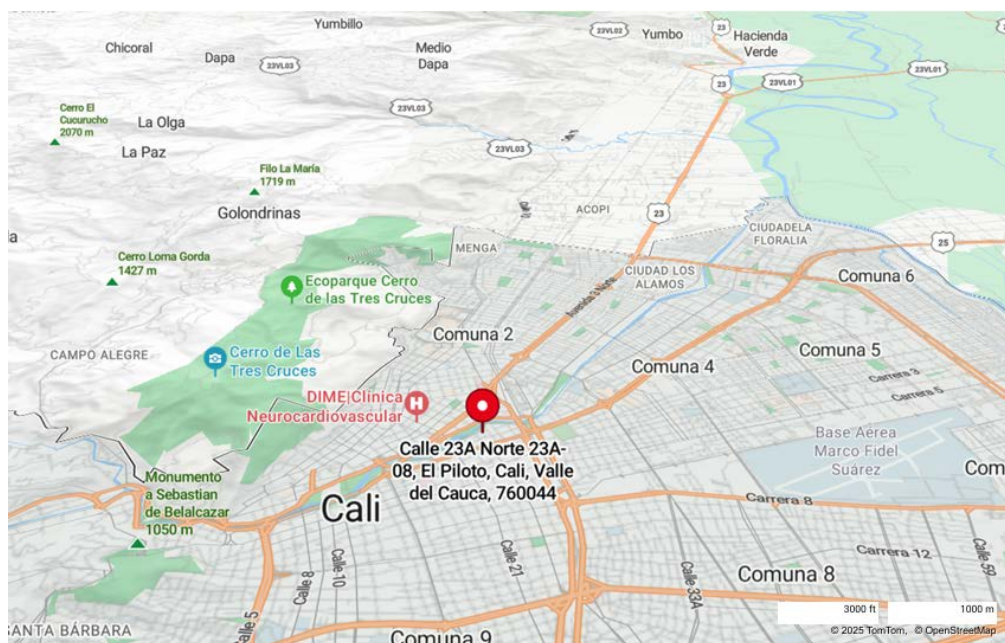 Yumbillo
23VL02
Yumbo
23
Hacienda
Verde
Chicoral
Dapa
23VL03
Medio
Dapa
23
23VL01
23VL01
23VL03
Cerro El
Cucurucho
2070 m
La Olga
La Paz
23VL03
Filo La María
1719 m
Golondrinas
ACOPI
23
CIUDADELA
FLORALIA
25
MENGA
Cerro Loma Gorda
1427 m
CIUDAD LOS
ALAMOS
Comuna 6
Ecoparque Cerro
de las Tres Cruces
Avenida 3 Norte
Comuna 2
CAMPO ALEGRE
Cerro de Las
Tres Cruces
Comuna 4
Comuna 5
Carrera 3
Carrera 5
DIME|Clínica
Neurocardiovascular
H
Calle 23A Norte 23A-
08, El Piloto, Cali, Valle
del Cauca, 760044
Base Aérea
Marco Fidel
Suárez
Com
Monumento
a Sebastian
de Belalcazar
1050 m
Cali
Carrera 8
Calle 8
Calle 10
Calle 21
Calle 33A
Carrera 12
Calle 59
Comuna 8
Calle 5
ANTA BÁRBARA
Comuna 9
3000 ft
1000 m
© 2025 TomTom, © OpenStreetMap